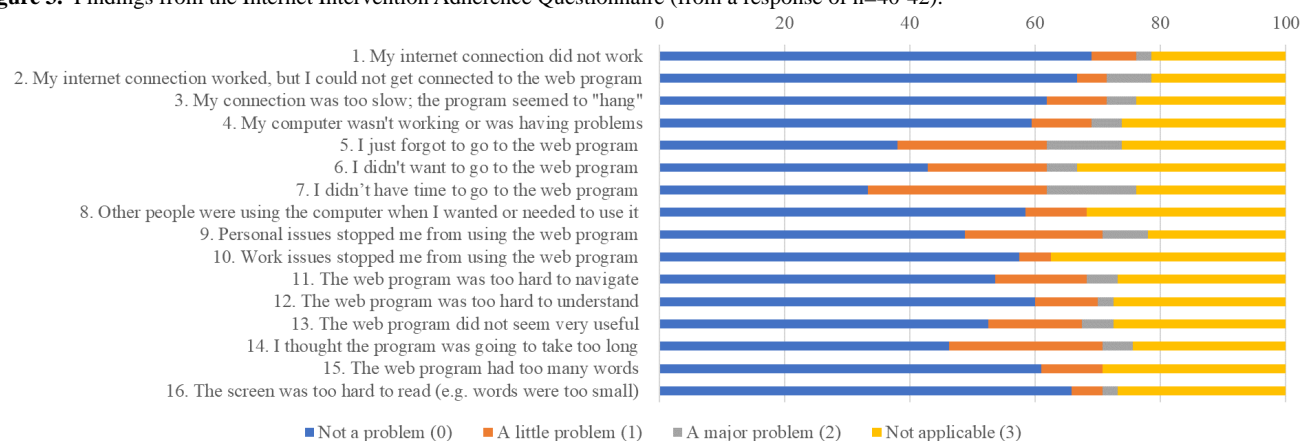 Figure 3. Findings from the Internet Intervention Adherence Questionnaire (from a response of n=40-42).
0 20 40 60 80 100
1. My internet connection did not work
2. My internet connection worked, but I could not get connected to the web program
3. My connection was too slow; the program seemed to "hang"
4. My computer wasn't working or was having problems
5. I just forgot to go to the web program
6. I didn't want to go to the web program
7. I didn’t have time to go to the web program
8. Other people were using the computer when I wanted or needed to use it
9. Personal issues stopped me from using the web program
10. Work issues stopped me from using the web program
11. The web program was too hard to navigate
12. The web program was too hard to understand
13. The web program did not seem very useful
14. I thought the program was going to take too long
15. The web program had too many words
16. The screen was too hard to read (e.g. words were too small)
Not a problem (0) A little problem (1) A major problem (2) Not applicable (3)